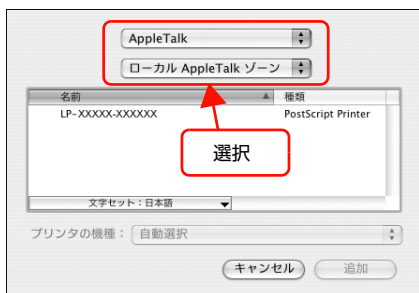 AppleTalk
ローカル AppleTalk ゾーン
名前 種類
LP-XXXXX-XXXXXX PostScript Printer
選択
文字セット：日本語
プリンタの機種： 自動選択
キャンセル 追加